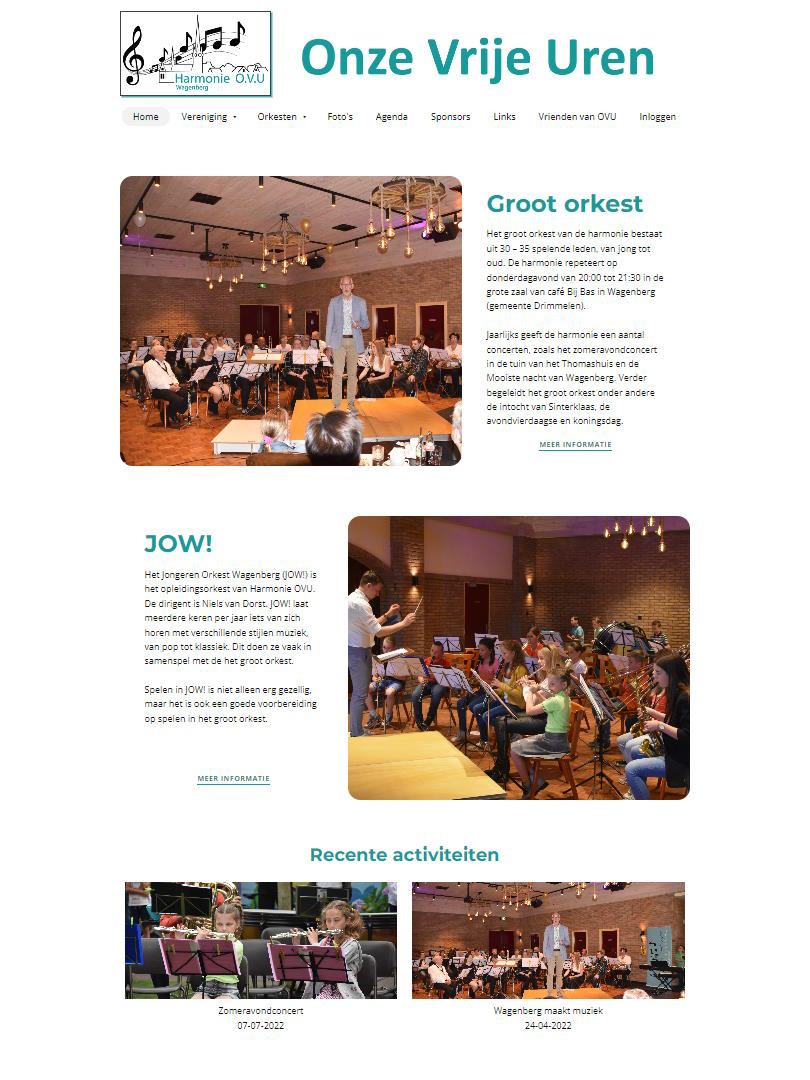 Harmonie O.V.U
Wagenberg
Onze Vrije Uren
Home Vereniging Orkesten Foto's Agenda Sponsors Links Vrienden van OVU Inloggen
Groot orkest
Het groot orkest van de harmonie bestaat
uit 30 – 35 spelende leden, van jong tot
oud. De harmonie repeteert op
donderdagavond van 20:00 tot 21:30 in de
grote zaal van café Bij Bas in Wagenberg
(gemeente Drimmelen).
Jaarlijks geeft de harmonie een aantal
concerten, zoals het zomeravondconcert
in de tuin van het Thomashuis en de
Mooiste nacht van Wagenberg. Verder
begeleidt het groot orkest onder andere
de intocht van Sinterklaas, de
avondvierdaagse en koningsdag.
MEER INFORMATIE
JOW!
Het Jongeren Orkest Wagenberg (JOW!) is
het opleidingsorkest van Harmonie OVU.
De dirigent is Niels van Dorst. JOW! laat
meerdere keren per jaar iets van zich
horen met verschillende stijlen muziek,
van pop tot klassiek. Dit doen ze vaak in
samenspel met de het groot orkest.
Spelen in JOW! is niet alleen erg gezellig,
maar het is ook een goede voorbereiding
op spelen in het groot orkest.
MEER INFORMATIE
Recente activiteiten
Zomeravondconcert
07-07-2022
Wagenberg maakt muziek
24-04-2022